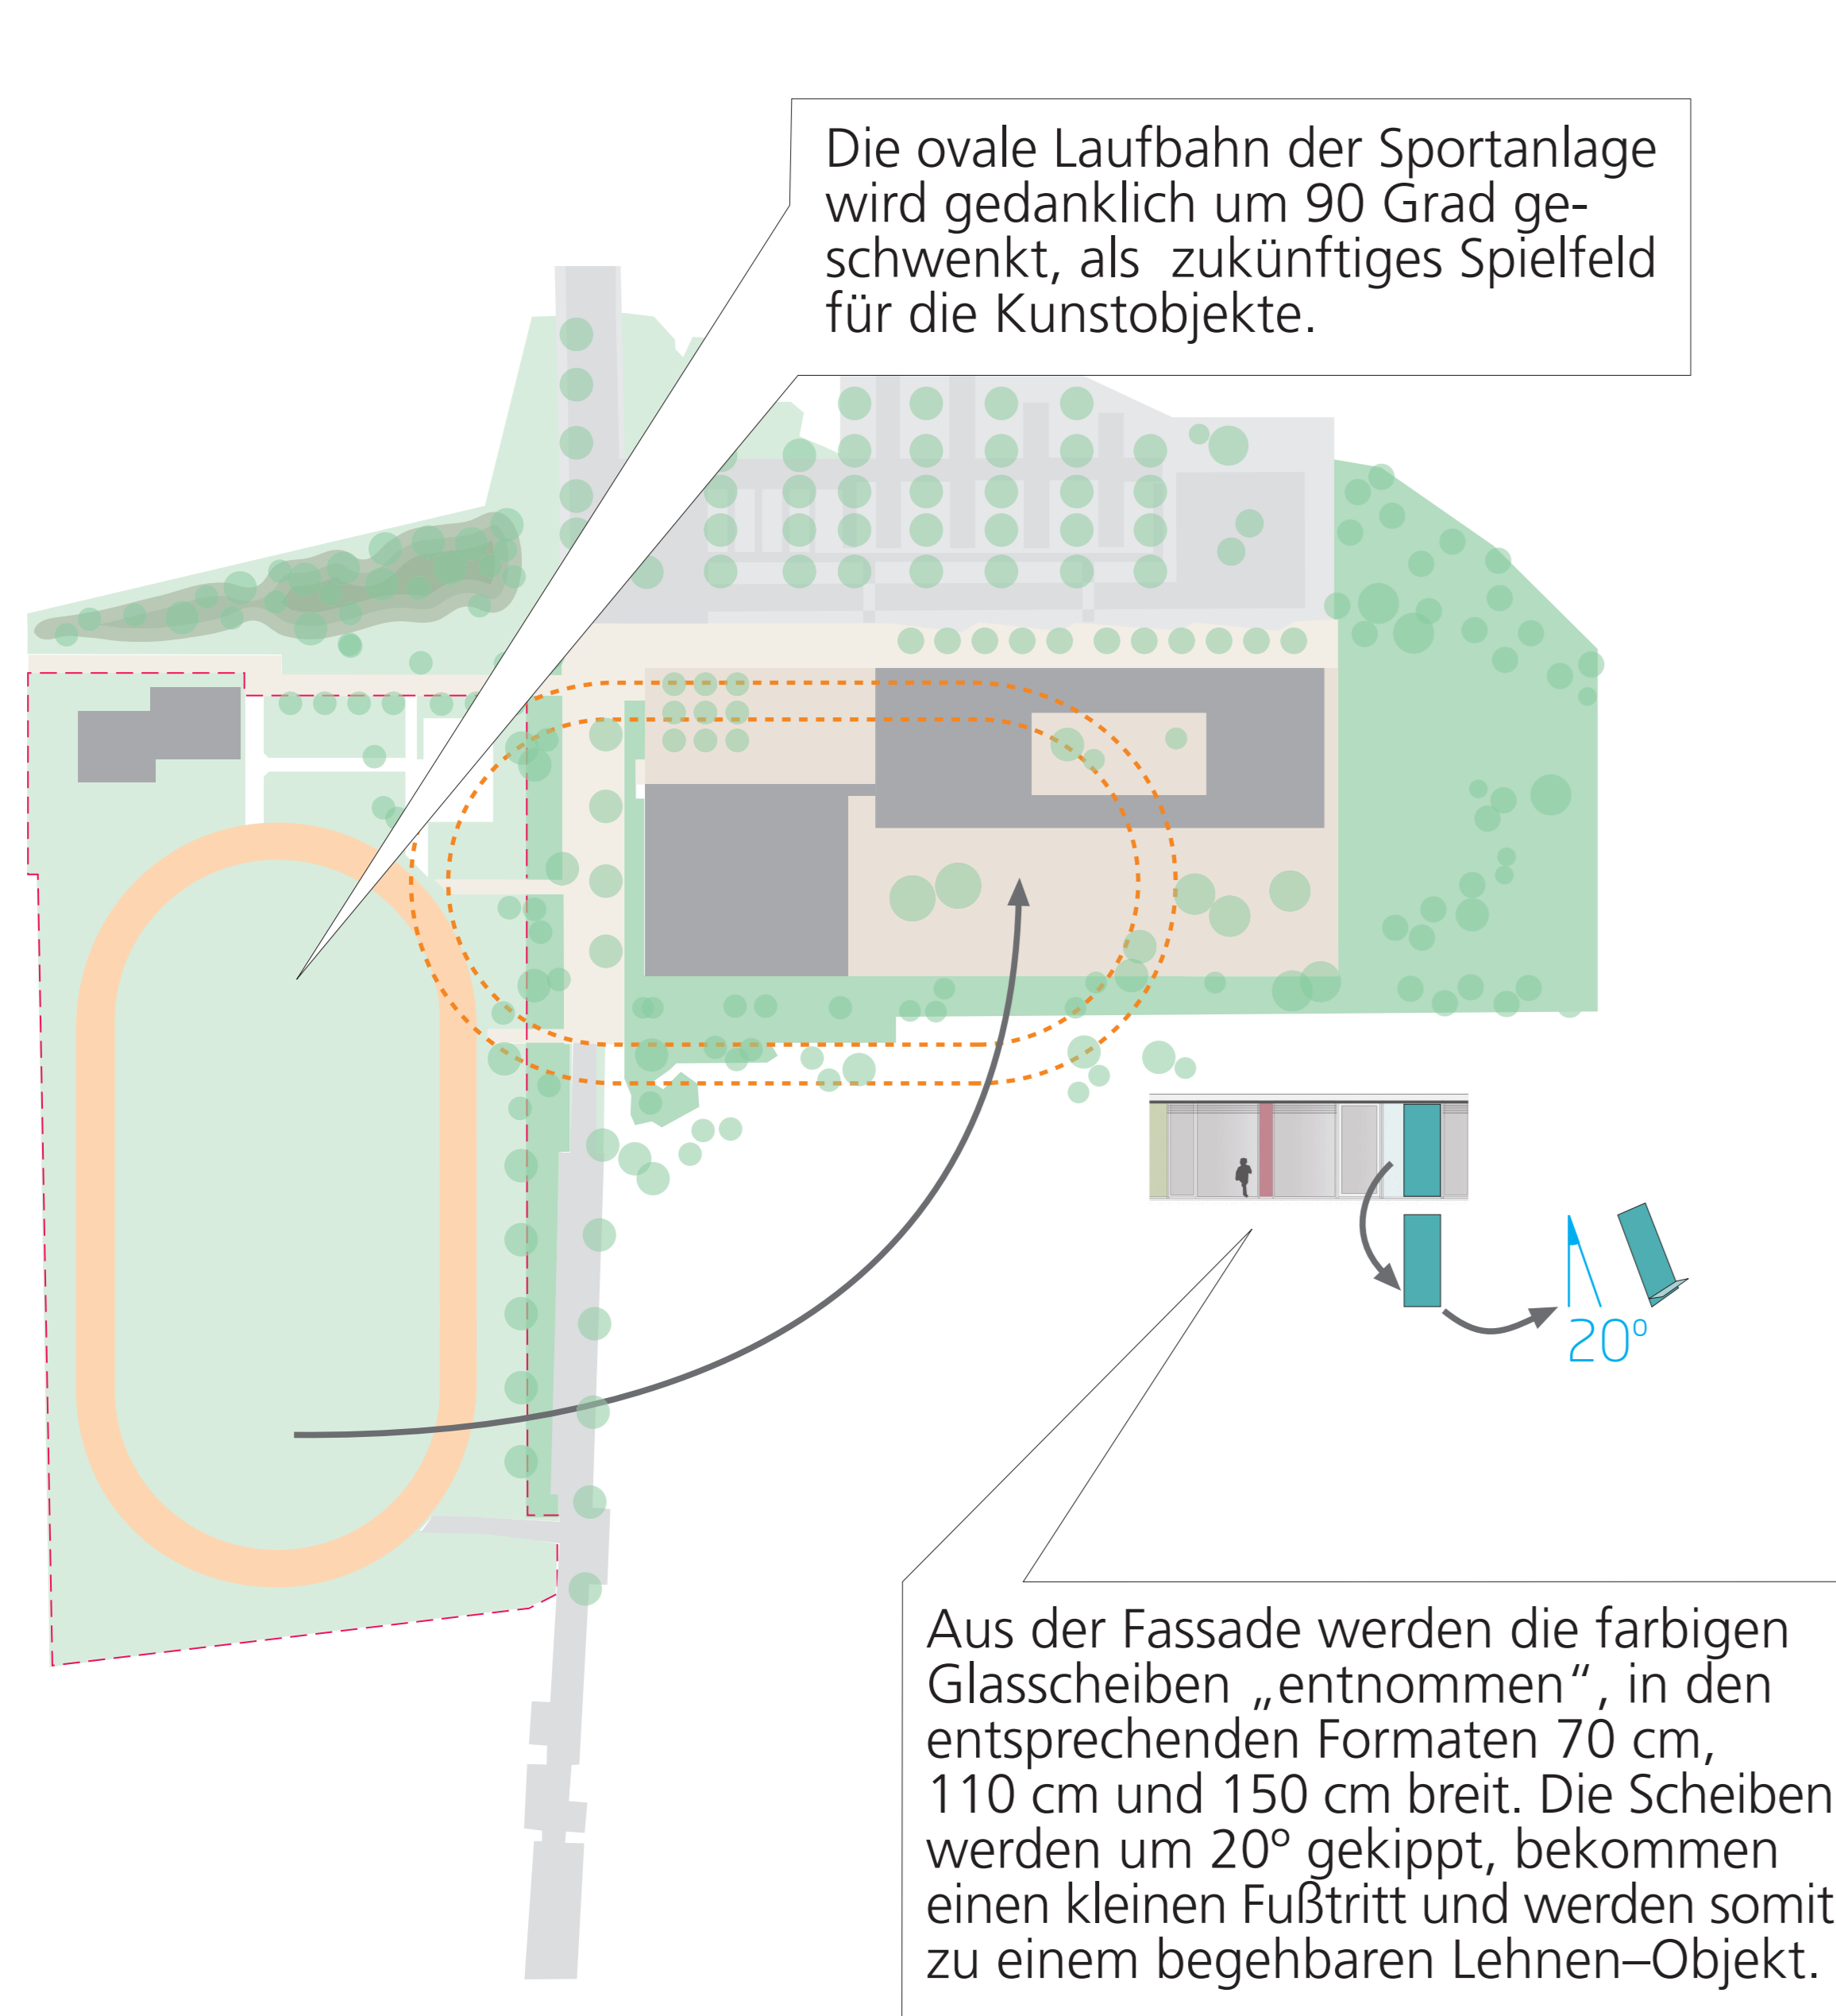 Die ovale Laufbahn der Sportanlage
wird gedanklich um 90 Grad ge-
schwenkt, als  zukünftiges Spielfeld
für die Kunstobjekte.
20º
Aus der Fassade werden die farbigen
Glasscheiben „entnommen“, in den
entsprechenden Formaten 70 cm,
110 cm und 150 cm breit. Die Scheiben
werden um 20º gekippt, bekommen
einen kleinen Fußtritt und werden somit
zu einem begehbaren Lehnen–Objekt.